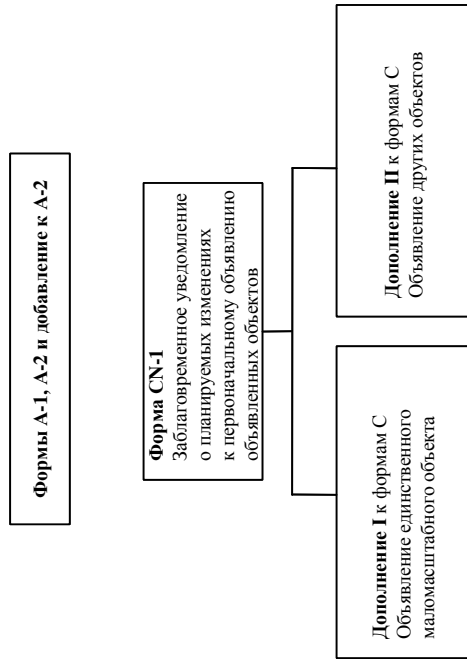 Формы A-1, A-2 и добавление к A-2
Форма CN-1
Заблаговременное уведомление
о планируемых изменениях
к первоначальному объявлению
объявленных объектов
Дополнение I к формам C
Объявление единственного
маломасштабного объекта
Дополнение II к формам C
Объявление других объектов